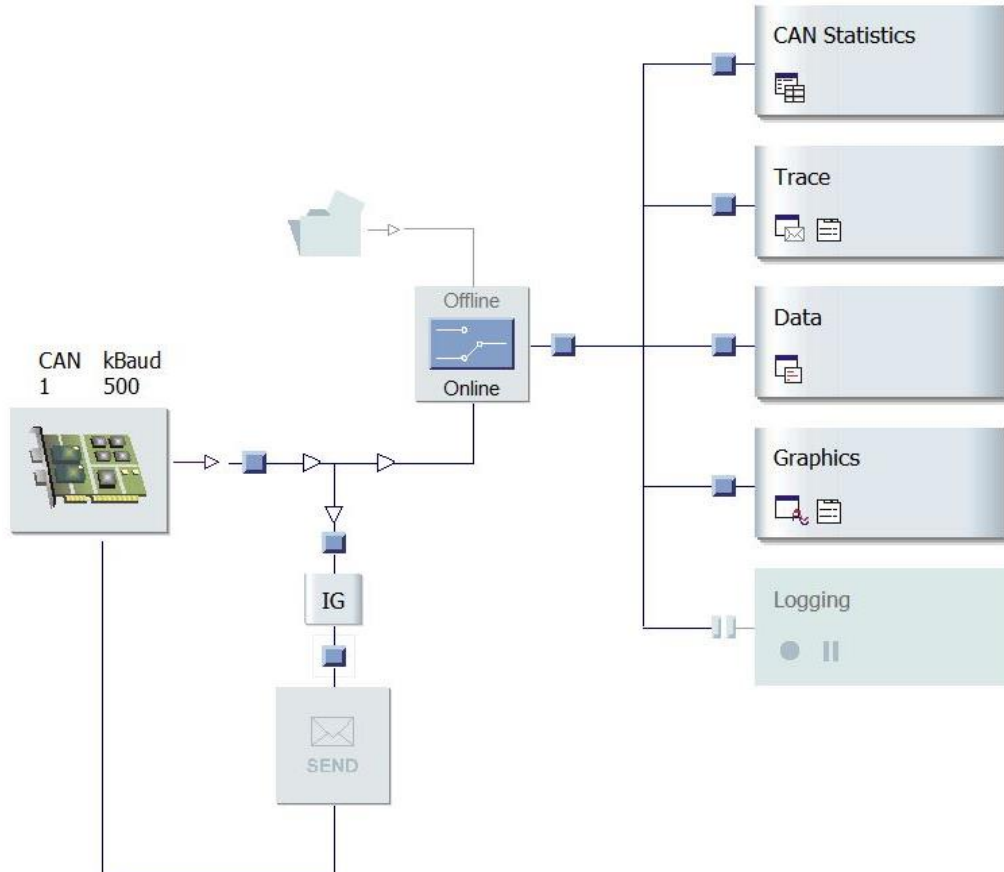 CAN Statistics
Trace
Offline
Data
Online
CAN kBaud
1 500
Graphics
IG
Logging
SEND